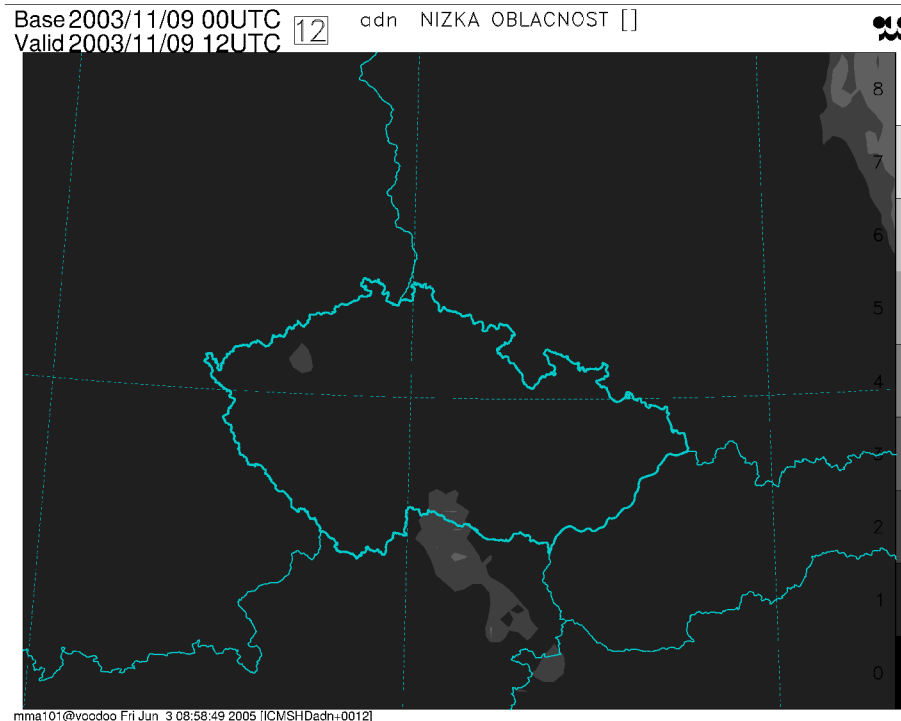 Base 2003/11/09 00UTC
Valid 2003/11/09 12UTC
12
adn NIZKA OBLACNOST []
8
7
6
5
4
3
2
1
0
mma101@voodoo Fri Jun 3 08:58:49 2005 [ICMSHDadn+0012]